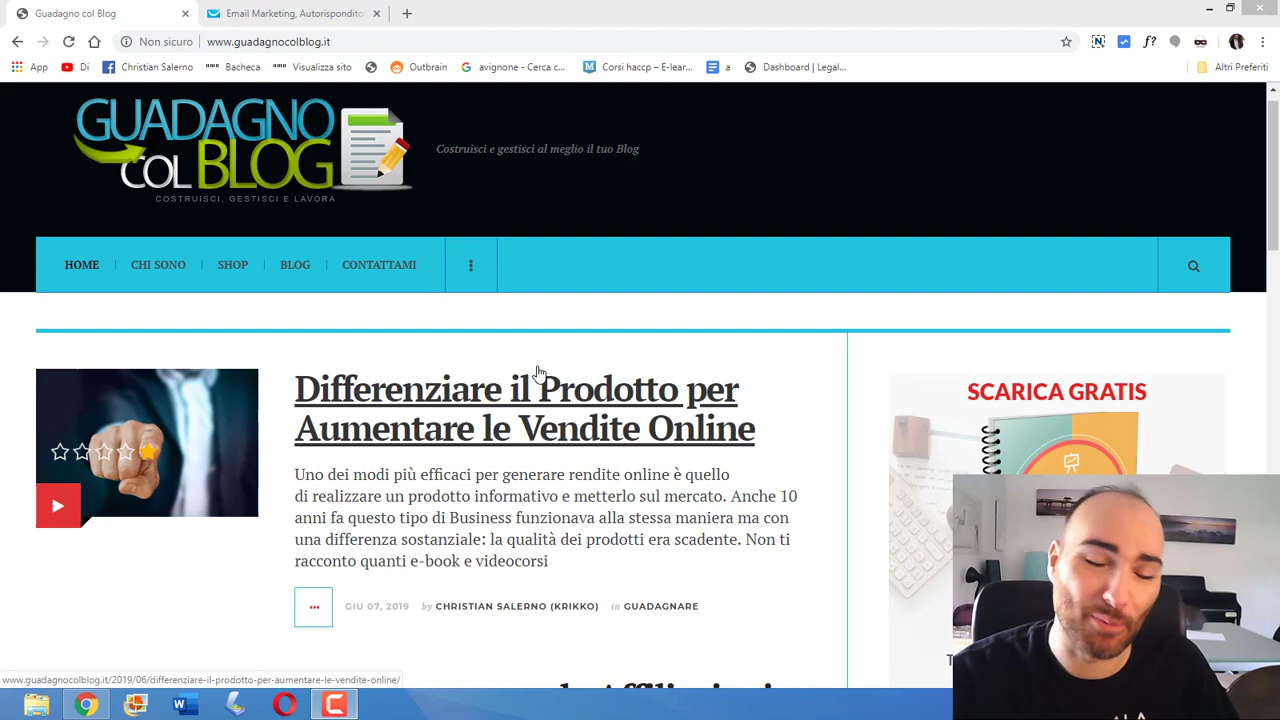 Guadagno col Blog
Email Marketing, Autorispondito
Non sicuro
www.guadagnocolblog.it
f?
App
Di
Christian Salerno
Bacheca
Visualizza sito
Outbrain
avignone - Cerca c...
Corsi haccp – E-lear...
a
Dashboard | Legal...
Altri Preferiti
GUADAGNO
COL BLOG
COSTRUISCI, GESTISCI E LAVORA
Costruisci e gestisci al meglio il tuo Blog
HOME
CHI SONO
SHOP
BLOG
CONTATTAMI
Differenziare il Prodotto per
Aumentare le Vendite Online
Uno dei modi più efficaci per generare rendite online è quello
di realizzare un prodotto informativo e metterlo sul mercato. Anche 10
anni fa questo tipo di Business funzionava alla stessa maniera ma con
una differenza sostanziale: la qualità dei prodotti era scadente. Non ti
racconto quanti e-book e videocorsi
GIU 07, 2019
by CHRISTIAN SALERNO (KRIKKO)
in GUADAGNARE
SCARICA GRATIS
www.guadagnocolblog.it/2019/06/differenziare-il-prodotto-per-aumentare-le-vendite-online/